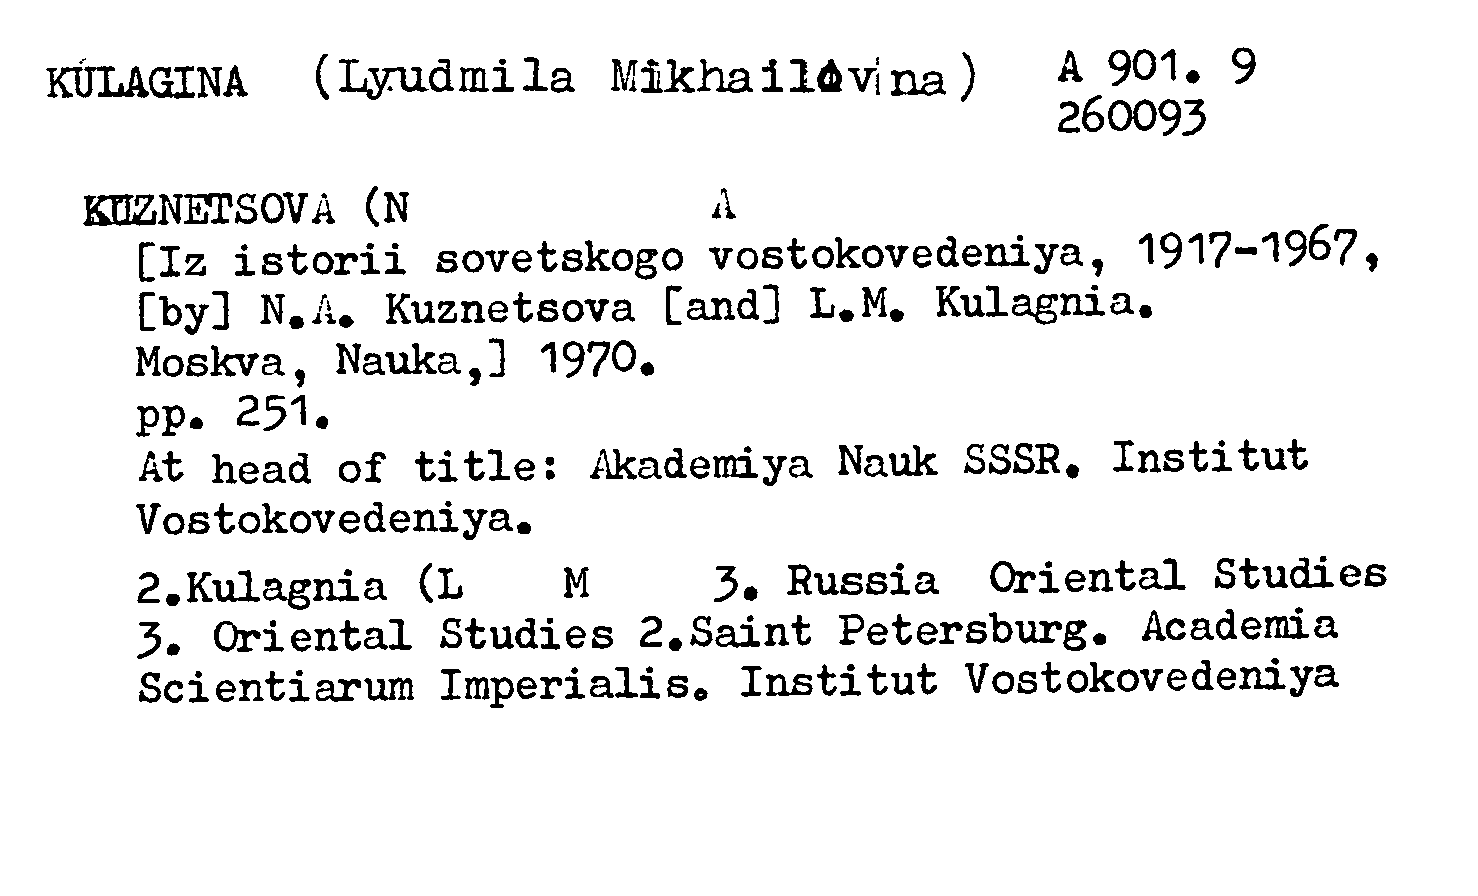 KULAGINA (Lyudmila Mikhailovina) A 901. 9
260093
KUZNETSOVA (N A
[Iz istorii sovetskogo vostokovedeniya, 1917-1967,
[by] N.A. Kuznetsova [and] L.M. Kulagnia.
Moskva, Nauka,] 1970.
pp. 251.
At head of title: Akademiya Nauk SSSR. Institut
Vostokovedeniya.
2.Kulagnia (L M 3. Russia Oriental Studies
3. Oriental Studies 2.Saint Petersburg. Academia
Scientiarum Imperialis. Institut Vostokovedeniya